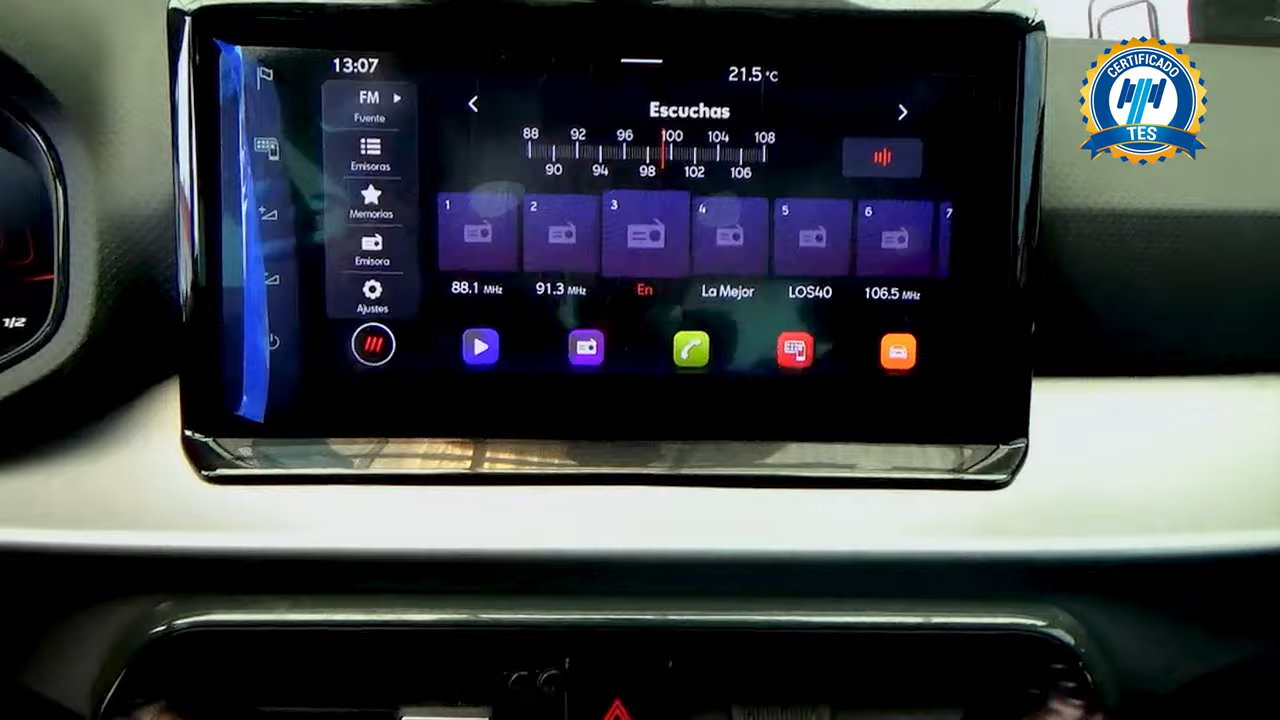 13:07
21.5 °C
FM
Fuente
Emisoras
Memorias
Emisora
Ajustes
Escuchas
88 92 96 100 104 108
90 94 98 102 106
1 2 3 4 5 6 7
88.1 MHz
91.3 MHz
En
La Mejor
LOS40
106.5 MHz
1/2
CERTIFICADO
TES